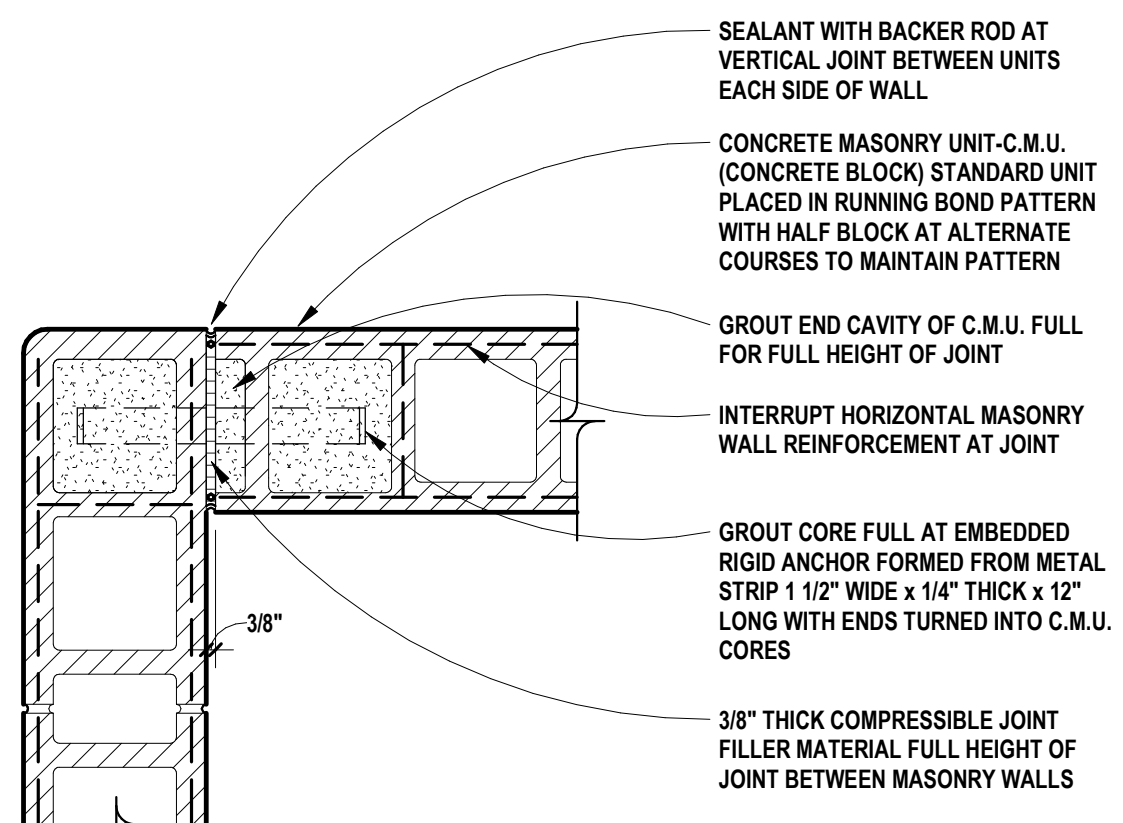 SEALANT WITH BACKER ROD AT
VERTICAL JOINT BETWEEN UNITS
EACH SIDE OF WALL
CONCRETE MASONRY UNIT-C.M.U.
(CONCRETE BLOCK) STANDARD UNIT
PLACED IN RUNNING BOND PATTERN
WITH HALF BLOCK AT ALTERNATE
COURSES TO MAINTAIN PATTERN
GROUT END CAVITY OF C.M.U. FULL
FOR FULL HEIGHT OF JOINT
INTERRUPT HORIZONTAL MASONRY
WALL REINFORCEMENT AT JOINT
GROUT CORE FULL AT EMBEDDED
RIGID ANCHOR FORMED FROM METAL
STRIP 1 1/2" WIDE x 1/4" THICK x 12"
LONG WITH ENDS TURNED INTO C.M.U.
CORES
3/8"
3/8" THICK COMPRESSIBLE JOINT
FILLER MATERIAL FULL HEIGHT OF
JOINT BETWEEN MASONRY WALLS